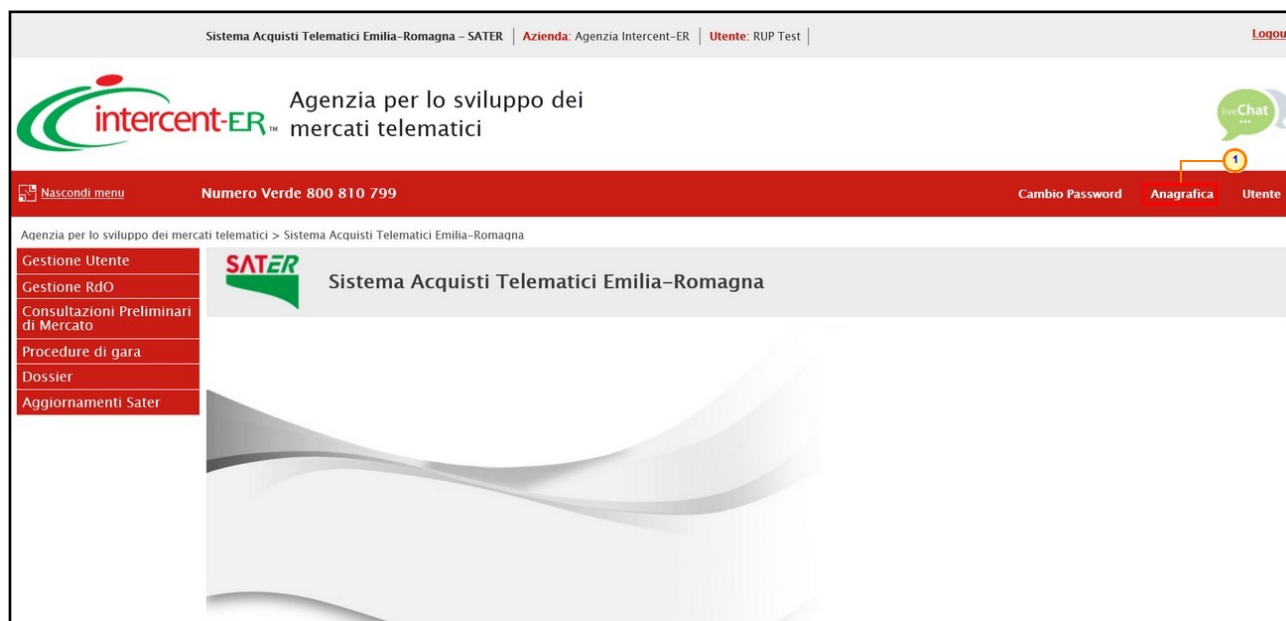 Sistema Acquisti Telematici Emilia-Romagna - SATER | Azienda: Agenzia Intercent-ER | Utente: RUP Test |
Logou
intercent-ER™
Agenzia per lo sviluppo dei
mercati telematici
liveChat
1
Nascondi menu
Numero Verde 800 810 799
Cambio Password
Anagrafica
Utente
Agenzia per lo sviluppo dei mercati telematici > Sistema Acquisti Telematici Emilia-Romagna
Gestione Utente
Gestione RdO
Consultazioni Preliminari
di Mercato
Procedure di gara
Dossier
Aggiornamenti Sater
SATER
Sistema Acquisti Telematici Emilia-Romagna